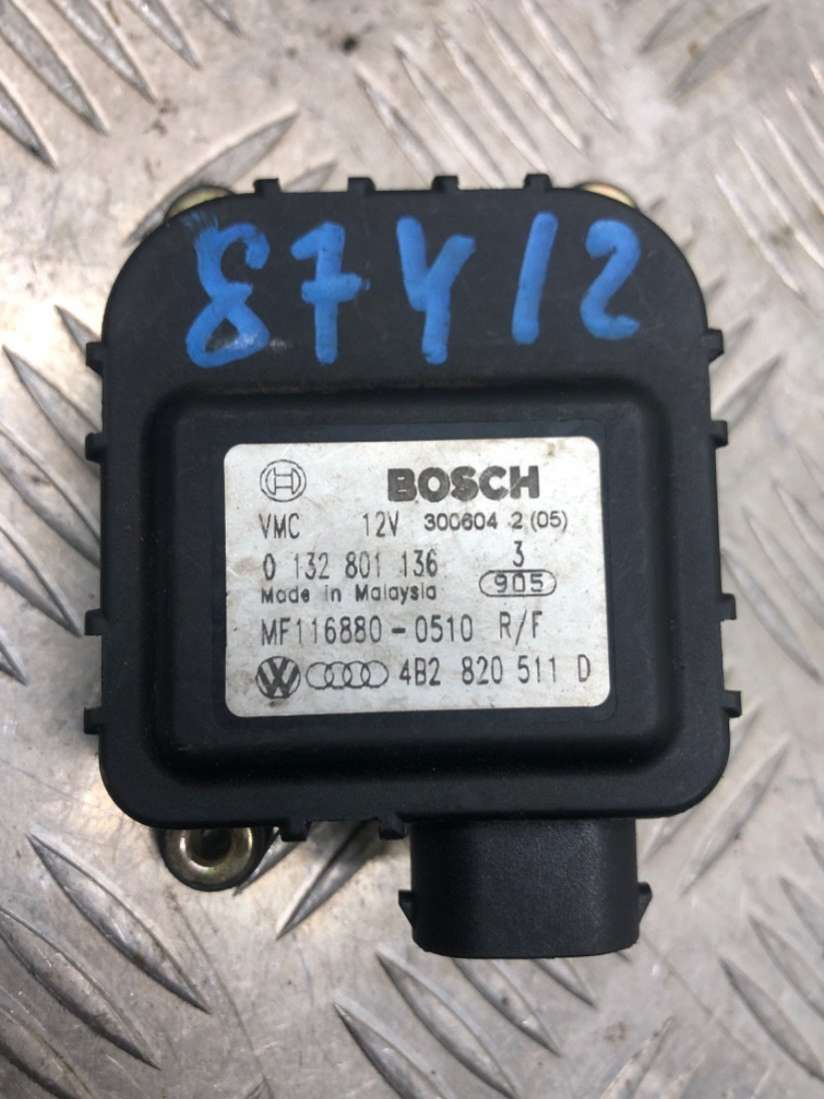 87412
BOSCH
VMC 12V 300604 2 (05)
0 132 801 136 3
Made in Malaysia 905
MF116880-0510 R/F
4B2 820 511 D